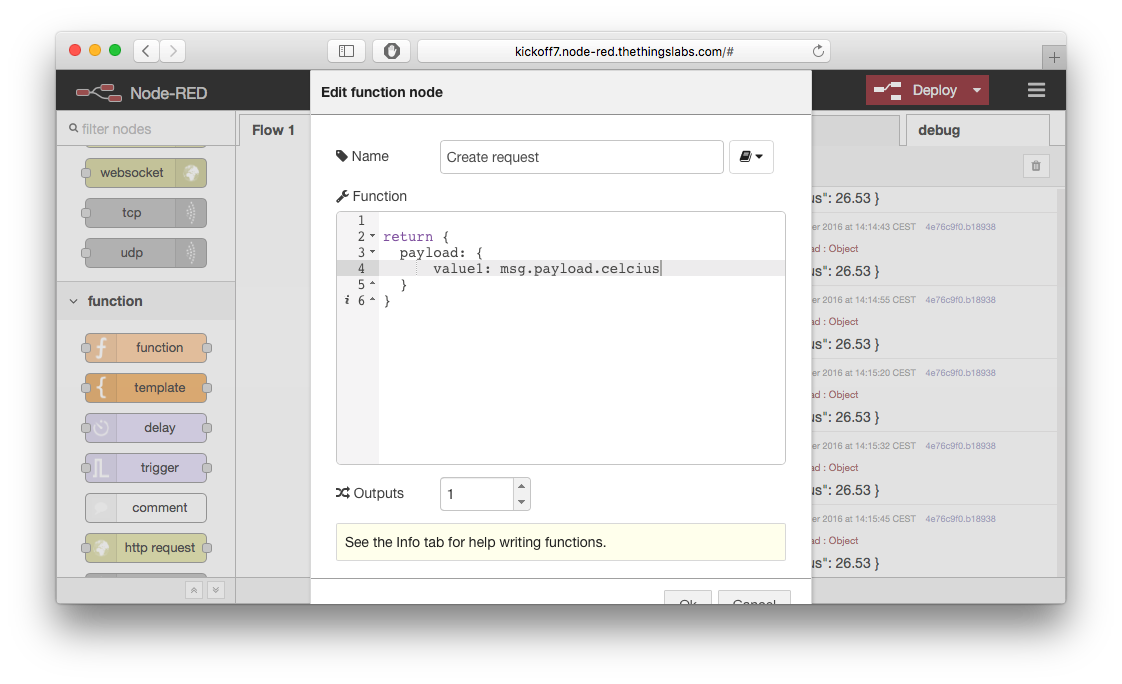 kickoff7.node-red.thethingslabs.com/#
Node-RED
Edit function node
Deploy
filter nodes
Flow 1
debug
websocket
tcp
udp
function
function
template
delay
trigger
comment
http request
Name
Create request
Function
1
2 return {
3 payload: {
4 value1: msg.payload.celcius
5 }
i 6 }
Outputs
1
See the Info tab for help writing functions.
Ok
Cancel
us": 26.53 }
er 2016 at 14:14:43 CEST 4e76c9f0.b18938
ad : Object
us": 26.53 }
er 2016 at 14:14:55 CEST 4e76c9f0.b18938
ad : Object
us": 26.53 }
er 2016 at 14:15:20 CEST 4e76c9f0.b18938
ad : Object
us": 26.53 }
er 2016 at 14:15:32 CEST 4e76c9f0.b18938
ad : Object
us": 26.53 }
er 2016 at 14:15:45 CEST 4e76c9f0.b18938
ad : Object
us": 26.53 }